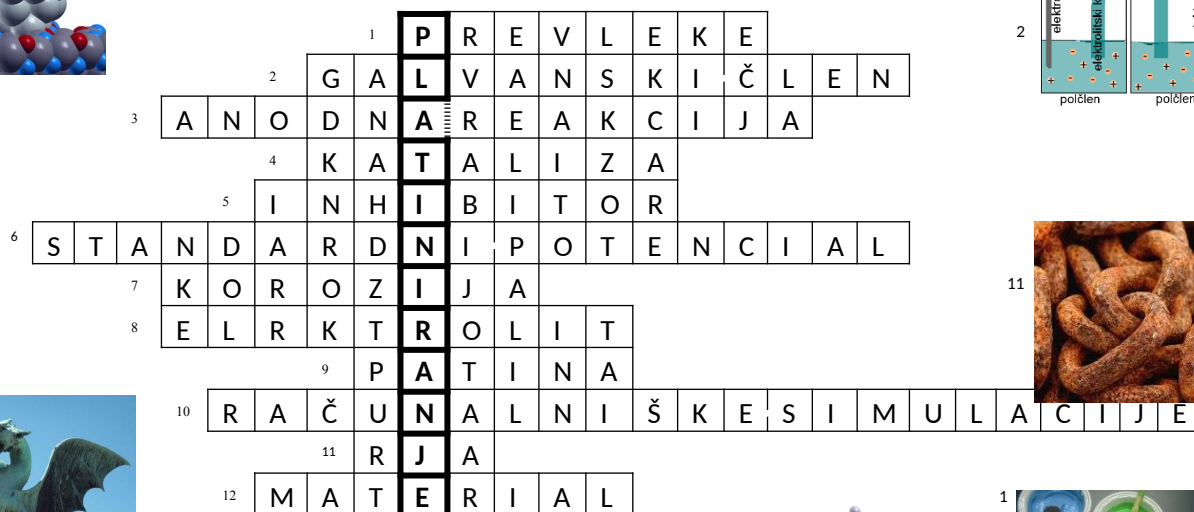 elektrolitski k
2
polčlen polčlen
1 PREVLEKE
2 GALVANSKI ČLEN
3 ANODNA REAKCIJA
4 KATALIZA
5 INHIBITOR
6 STANDARDNI POTENCIAL
7 KOROZIJA
11
8 ELRKTROLIT
9 PATINA
10 RAČUNALNIŠKE SIMULACIJE
11 RJA
12 MATERIAL
1